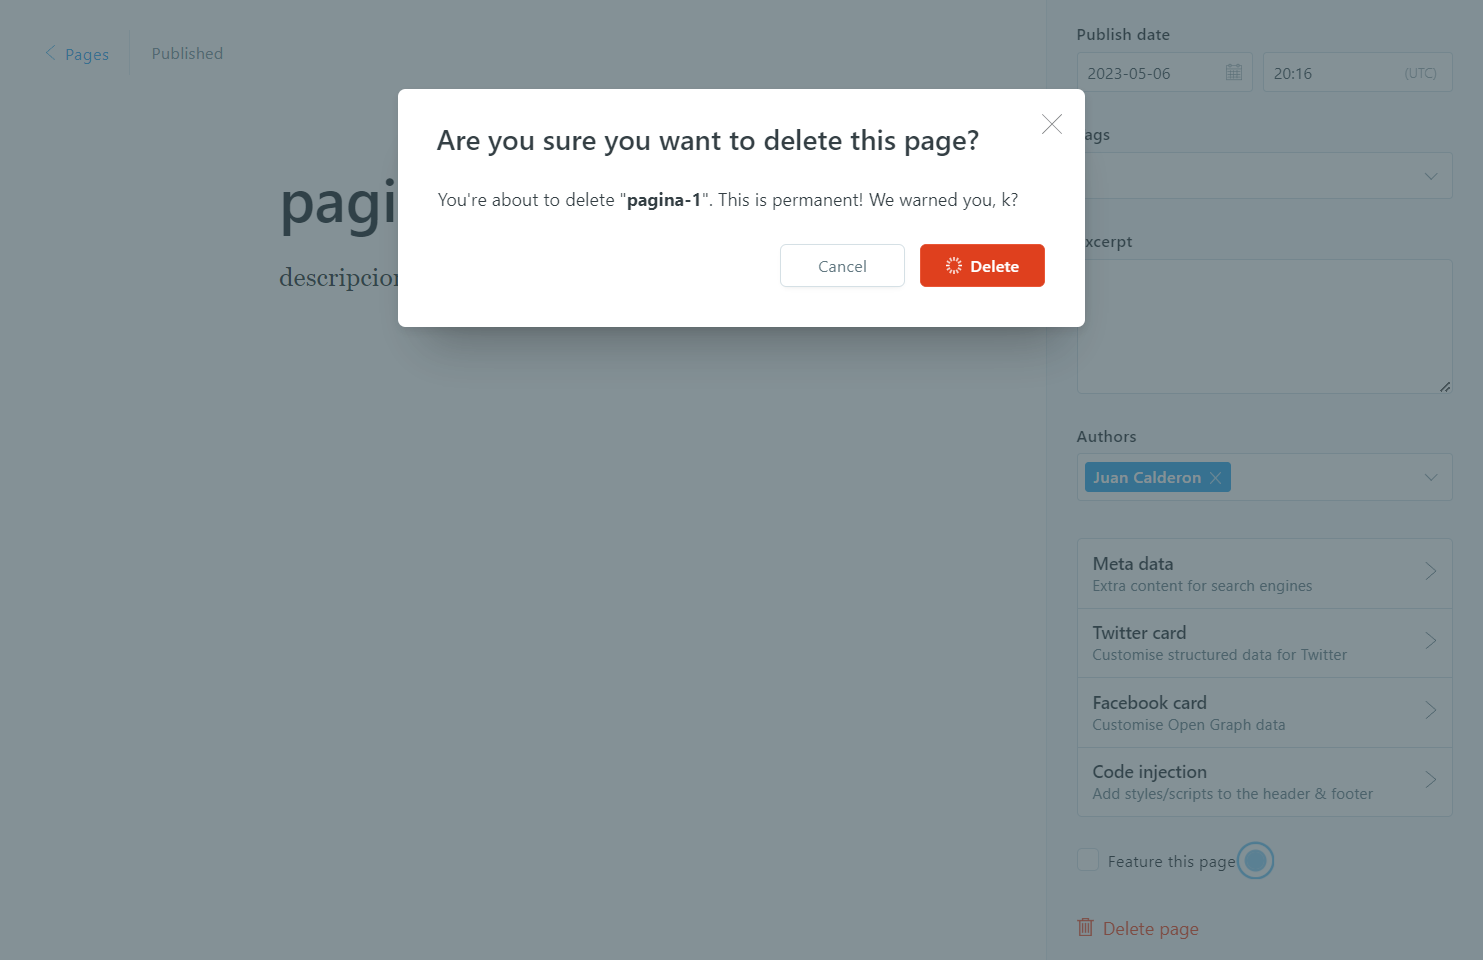 Pages
Published
Publish date
2023-05-06
20:16
(UTC)
ags
Are you sure you want to delete this page?
You're about to delete "pagina-1". This is permanent! We warned you, k?
Cancel
Delete
pagi
descripcion
xcerpt
Authors
Juan Calderon
Meta data
Extra content for search engines
Twitter card
Customise structured data for Twitter
Facebook card
Customise Open Graph data
Code injection
Add styles/scripts to the header & footer
Feature this page
Delete page